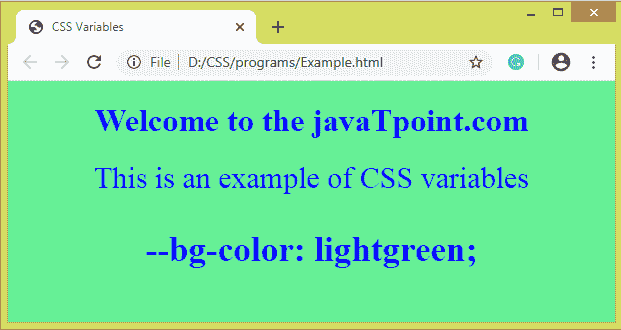 CSS Variables
File D:/CSS/programs/Example.html
Welcome to the javaTpoint.com
This is an example of CSS variables
--bg-color: lightgreen;